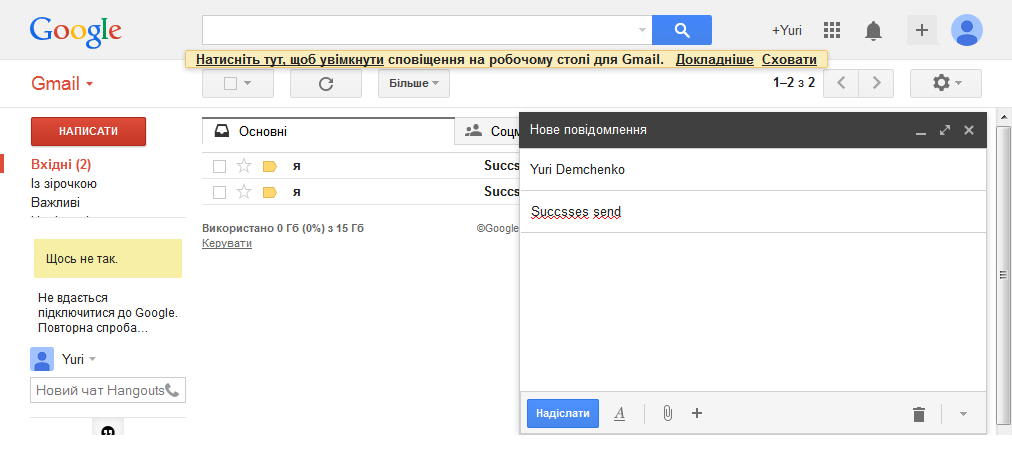 Google
+Yuri
Натисніть тут, щоб увімкнути сповіщення на робочому столі для Gmail. Докладніше Сховати
Gmail
Більше
1–2 з 2
НАПИСАТИ
Вхідні (2)
Із зірочкою
Важливі
Основні
Соцм
я Succs
я Succs
Використано 0 Гб (0%) з 15 Гб
Керувати
©Google
Щось не так.
Не вдається
підключитися до Google.
Повторна спроба…
Yuri
Новий чат Hangouts
Нове повідомлення
Yuri Demchenko
Succsses send
Надіслати
A